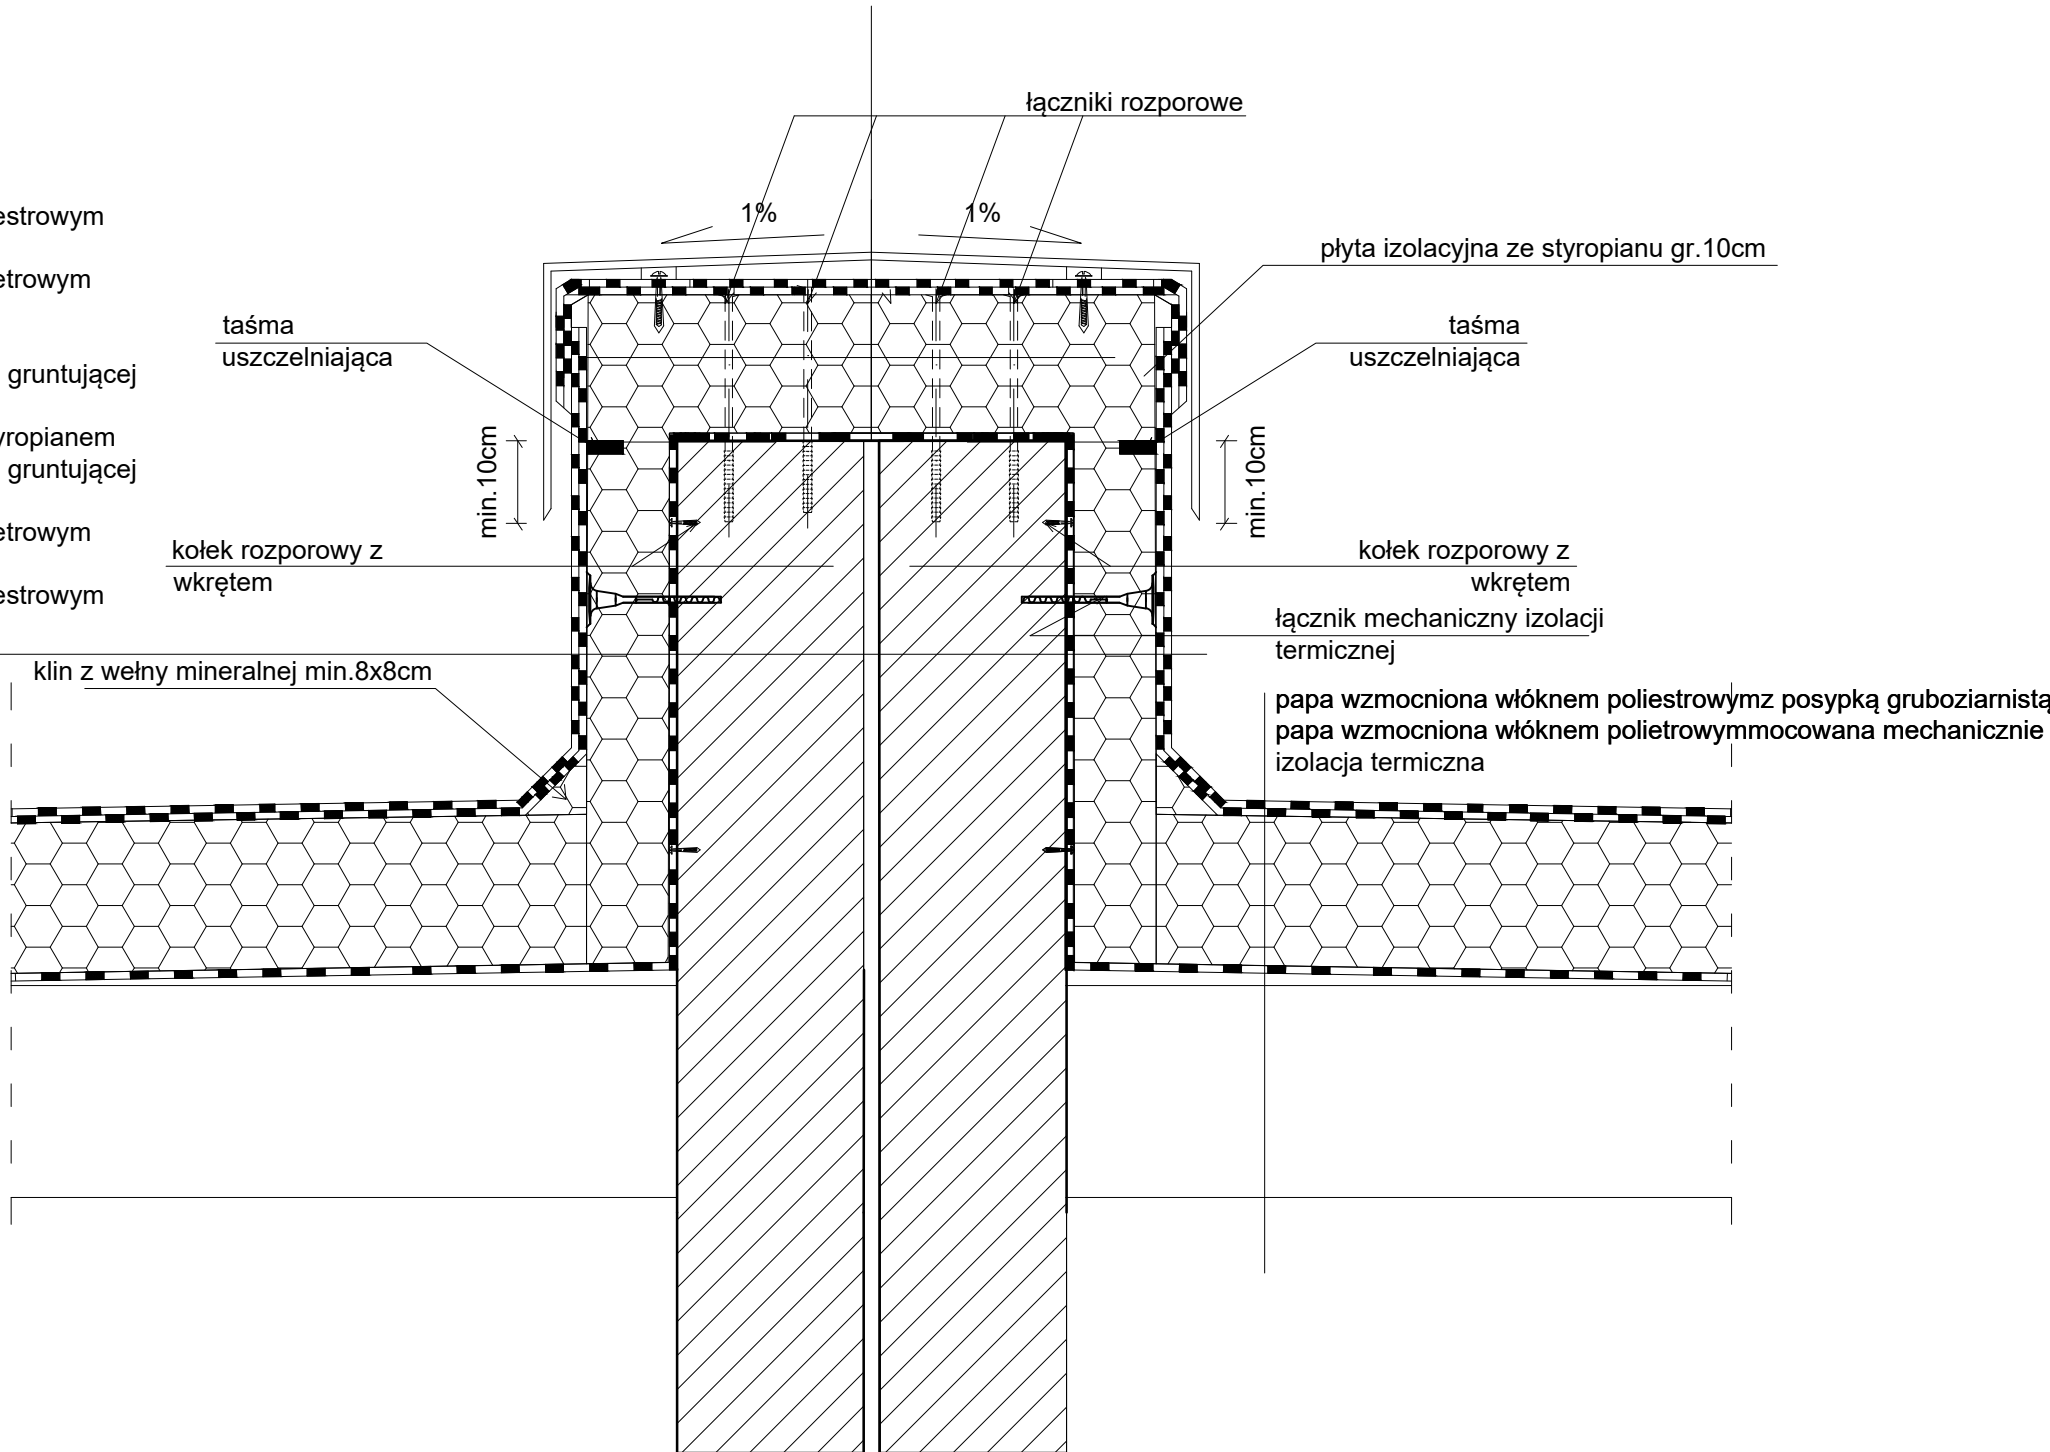 łączniki rozporowe
1%
1%
estrowym
etrowym
gruntującej
yropianem
gruntującej
etrowym
estrowym
płyta izolacyjna ze styropianu gr.10cm
taśma
uszczelniająca
taśma
uszczelniająca
min.10cm
min.10cm
kołek rozporowy z
wkrętem
kołek rozporowy z
wkrętem
łącznik mechaniczny izolacji
termicznej
klin z wełny mineralnej min.8x8cm
papa wzmocniona włóknem poliestrowymz posypką gruboziarnistą
papa wzmocniona włóknem polietrowymmocowana mechanicznie
izolacja termiczna